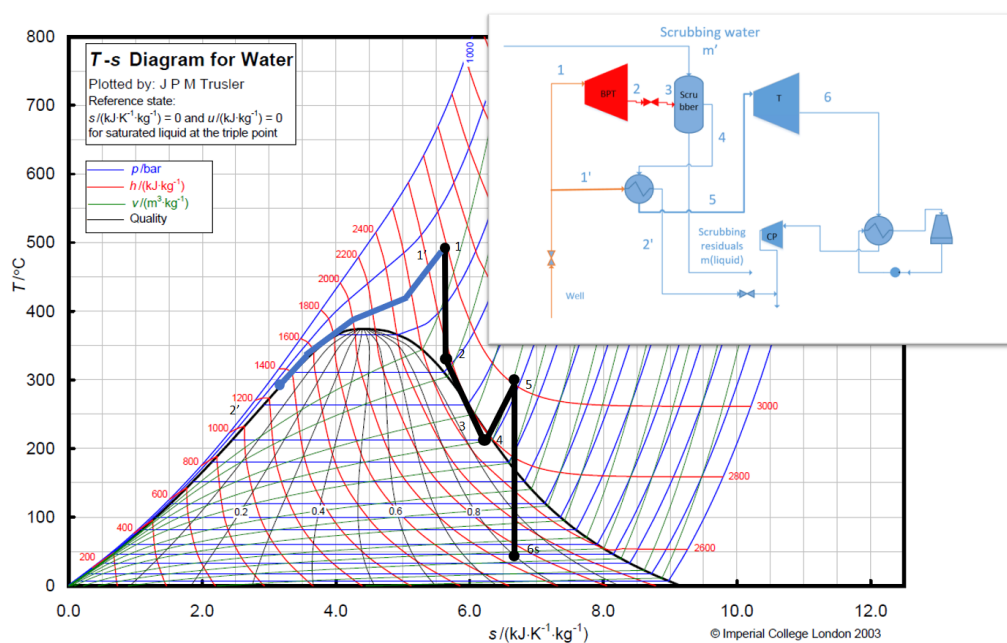 T-s Diagram for Water
Plotted by: J P M Trusler
Reference state:
s/(kJ·K⁻¹·kg⁻¹) = 0 and u/(kJ·kg⁻¹) = 0
for saturated liquid at the triple point
p/bar
h/(kJ·kg⁻¹)
v/(m³·kg⁻¹)
Quality
Scrubbing water
m'
1
BPT
2
3
Scru
bber
4
T
6
1'
5
2'
Scrubbing
residuals
m(liquid)
CP
Well
T/°C
800
700
600
500
400
300
200
100
0
1000
2400
2200
2000
1800
1600
1400
1200
1000
800
600
400
200
1'
1
2
3
4
5
6s
2'
0.2
0.4
0.6
0.8
3000
2800
2600
0.0
2.0
4.0
6.0
8.0
10.0
12.0
s/(kJ·K⁻¹·kg⁻¹)
© Imperial College London 2003